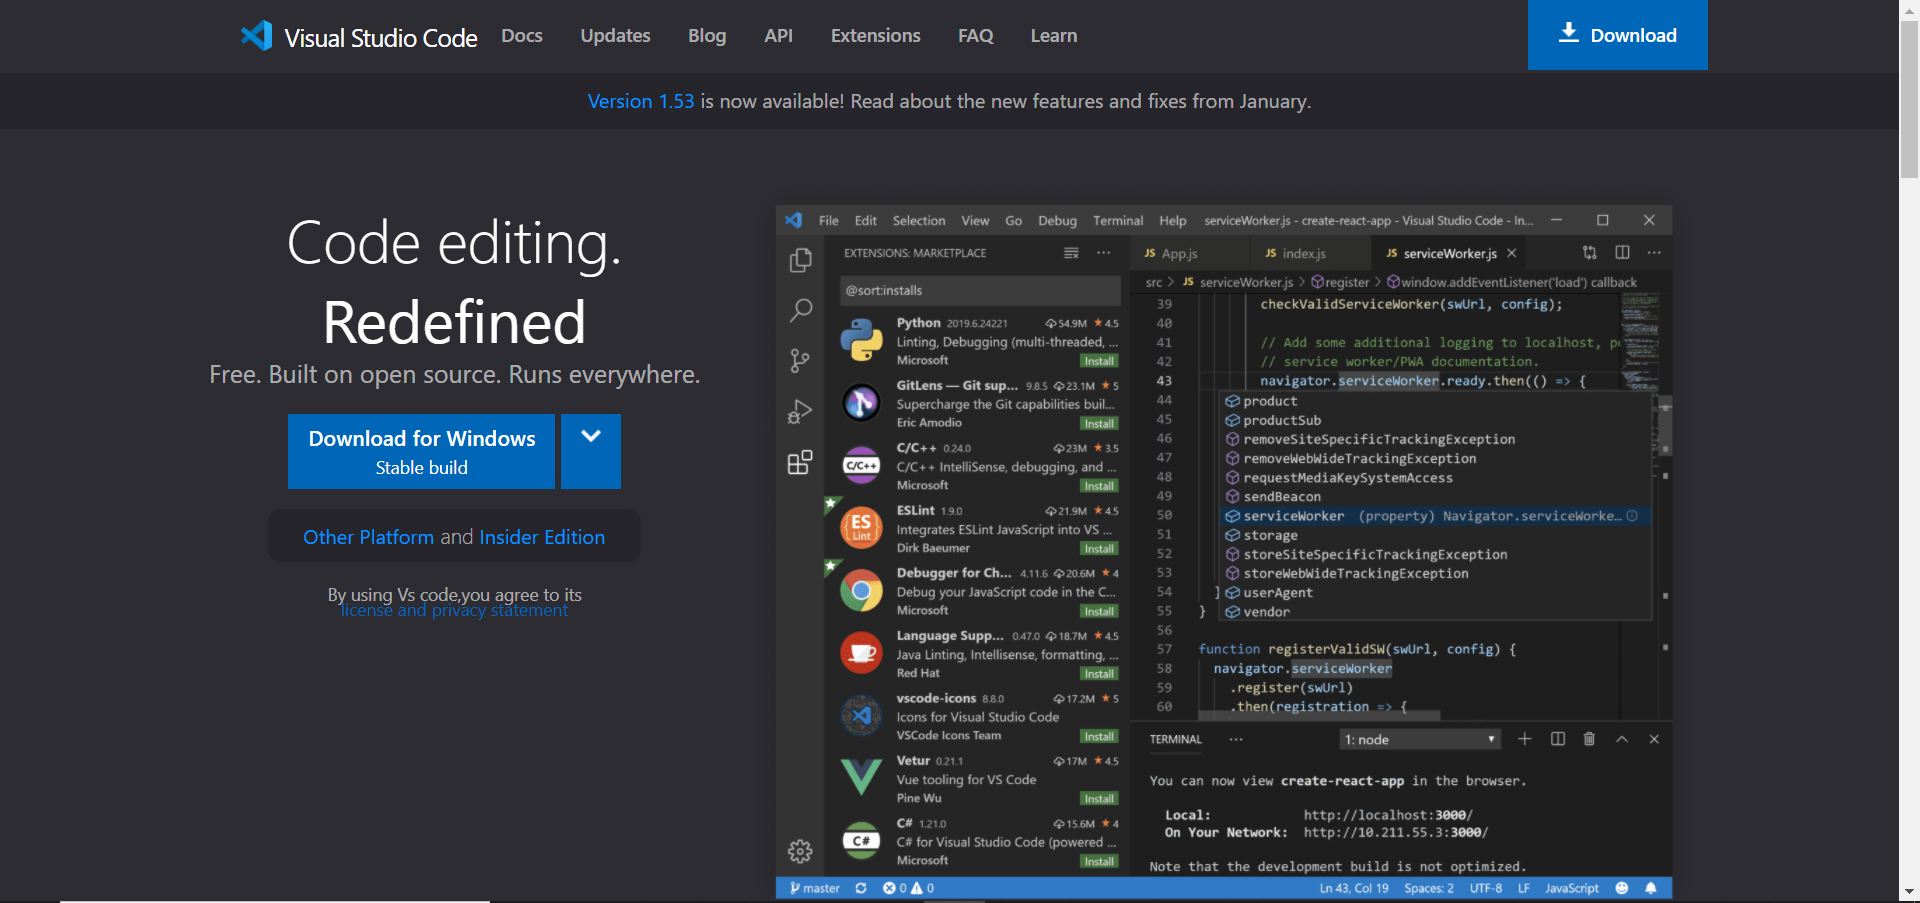 Visual Studio Code Docs Updates Blog API Extensions FAQ Learn Download
Version 1.53 is now available! Read about the new features and fixes from January.
Code editing.
Redefined
Free. Built on open source. Runs everywhere.
Download for Windows
Stable build
Other Platform and Insider Edition
By using Vs code,you agree to its
license and privacy statement
File Edit Selection View Go Debug Terminal Help serviceWorker.js - create-react-app - Visual Studio Code - In...
EXTENSIONS: MARKETPLACE
@sort:installs
Python 2019.6.24221 54.9M 4.5
Linting, Debugging (multi-threaded, ...
Microsoft Install
GitLens — Git sup... 9.8.5 23.1M 5
Supercharge the Git capabilities buil...
Eric Amodio Install
C/C++
C/C++ 0.24.0 23M 3.5
C/C++ IntelliSense, debugging, and ...
Microsoft Install
ES
Lint
ESLint 1.9.0 21.9M 4.5
Integrates ESLint JavaScript into VS ...
Dirk Baeumer Install
Debugger for Ch... 4.11.6 20.6M 4
Debug your JavaScript code in the C...
Microsoft Install
Language Supp... 0.47.0 18.7M 4.5
Java Linting, Intellisense, formatting, ...
Red Hat Install
vscode-icons 8.8.0 17.2M 5
Icons for Visual Studio Code
VSCode Icons Team Install
Vetur 0.21.1 17M 4.5
Vue tooling for VS Code
Pine Wu Install
C#
C# 1.21.0 15.6M 4
C# for Visual Studio Code (powered ...
Microsoft Install
JS App.js JS index.js JS serviceWorker.js
src > JS serviceWorker.js > register > window.addEventListener('load') callback
39 checkValidServiceWorker(swUrl, config);
40
41 // Add some additional logging to localhost, p
42 // service worker/PWA documentation.
43 navigator.serviceWorker.ready.then(() => {
44 product
45 productSub
46 removeSiteSpecificTrackingException
47 removeWebWideTrackingException
48 requestMediaKeySystemAccess
49 sendBeacon
50 serviceWorker (property) Navigator.serviceWorke...
51 storage
52 storeSiteSpecificTrackingException
53 storeWebWideTrackingException
54 } userAgent
55 } vendor
56
57 function registerValidSW(swUrl, config) {
58 navigator.serviceWorker
59 .register(swUrl)
60 .then(registration => {
TERMINAL ... 1: node
You can now view create-react-app in the browser.
Local: http://localhost:3000/
On Your Network: http://10.211.55.3:3000/
Note that the development build is not optimized.
master 0 0 Ln 43, Col 19 Spaces: 2 UTF-8 LF JavaScript